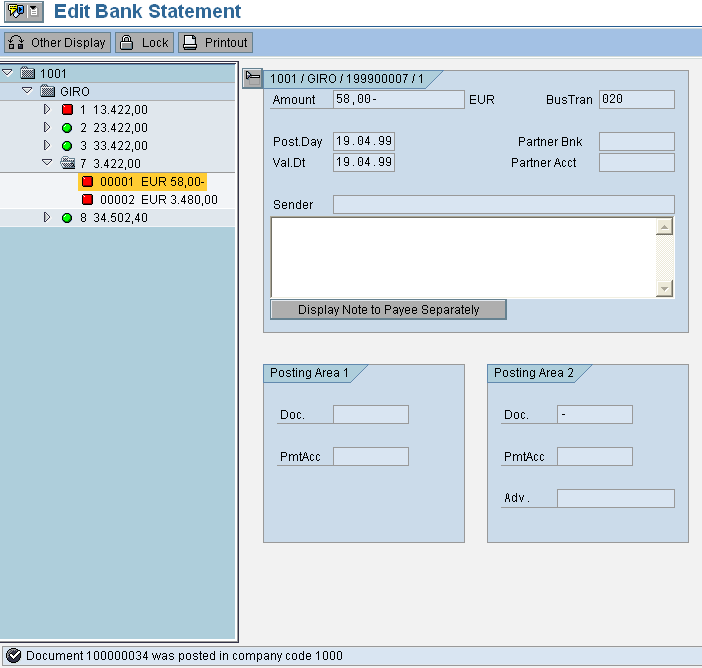 Edit Bank Statement
Other Display Lock Printout
1001
GIRO
1 13.422,00
2 23.422,00
3 33.422,00
7 3.422,00
00001 EUR 58,00-
00002 EUR 3.480,00
8 34.502,40
1001 / GIRO / 199900007 / 1
Amount 58,00- EUR BusTran 020
Post.Day 19.04.99 Partner Bnk
Val.Dt 19.04.99 Partner Acct
Sender
Display Note to Payee Separately
Posting Area 1
Doc.
PmtAcc
Posting Area 2
Doc. -
PmtAcc
Adv.
Document 100000034 was posted in company code 1000